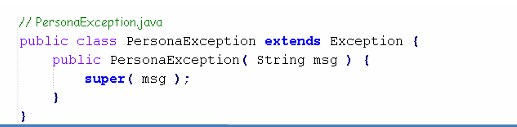 // PersonaException.java
public class PersonaException extends Exception {
    public PersonaException( String msg ) {
        super( msg );
    }
}